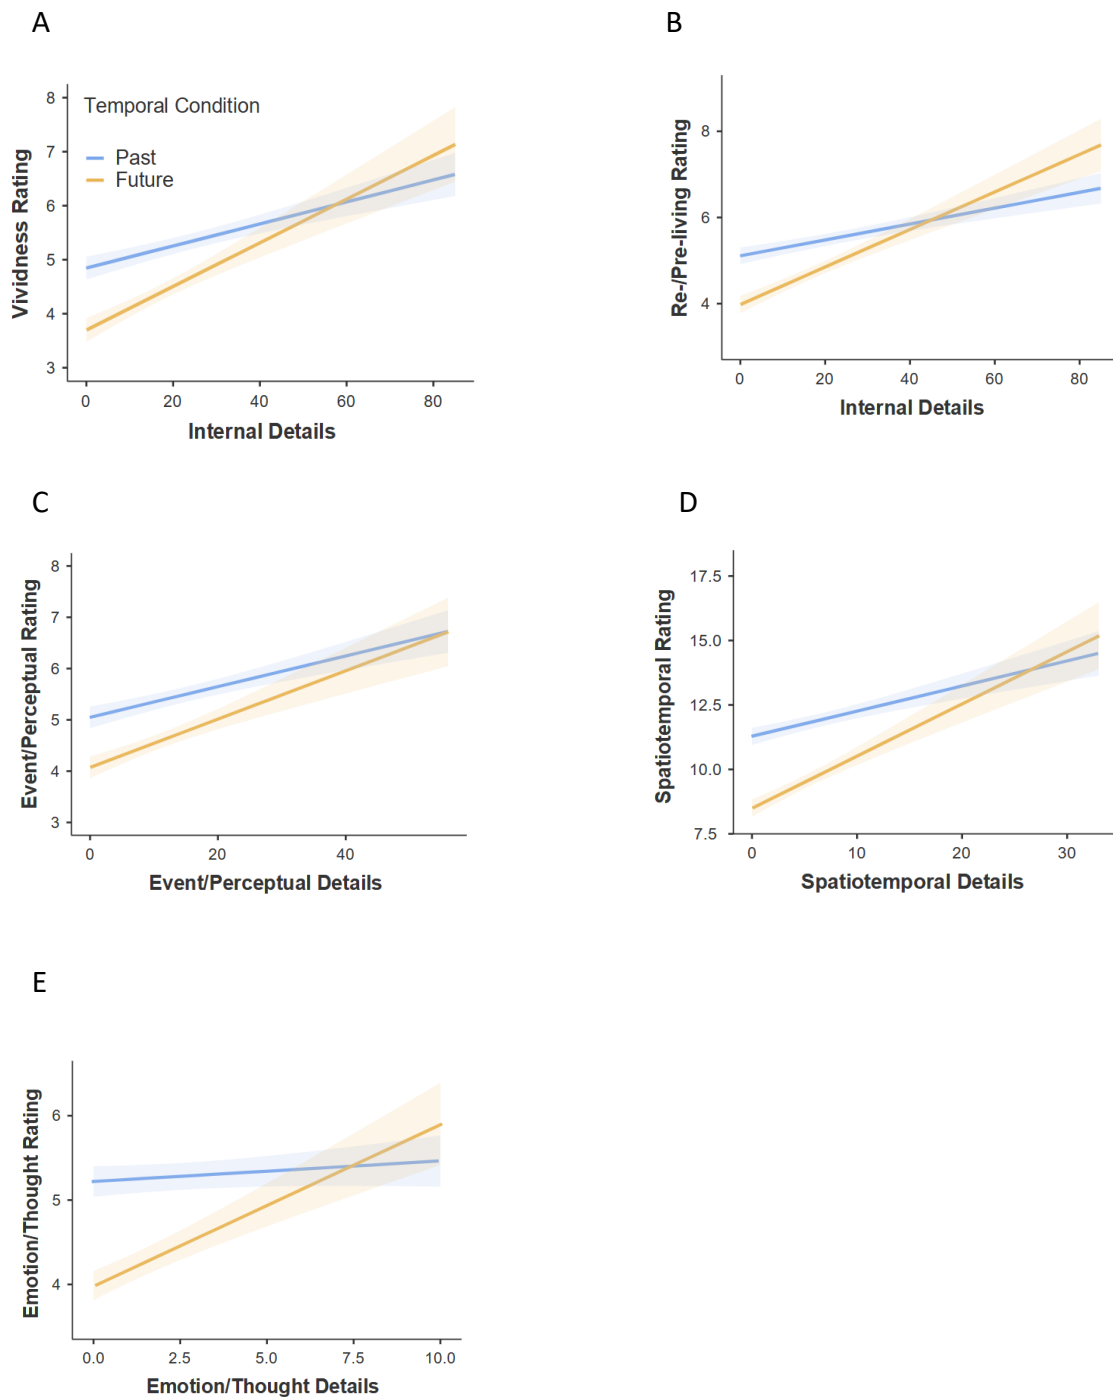 A
B
Vividness Rating
8
7
6
5
4
3
Temporal Condition
Past
Future
0 20 40 60 80
Internal Details
Re-/Pre-living Rating
8
6
4
0 20 40 60 80
Internal Details
C
D
Event/Perceptual Rating
8
7
6
5
4
3
0 20 40
Event/Perceptual Details
Spatiotemporal Rating
17.5
15.0
12.5
10.0
7.5
0 10 20 30
Spatiotemporal Details
E
Emotion/Thought Rating
6
5
4
0.0 2.5 5.0 7.5 10.0
Emotion/Thought Details